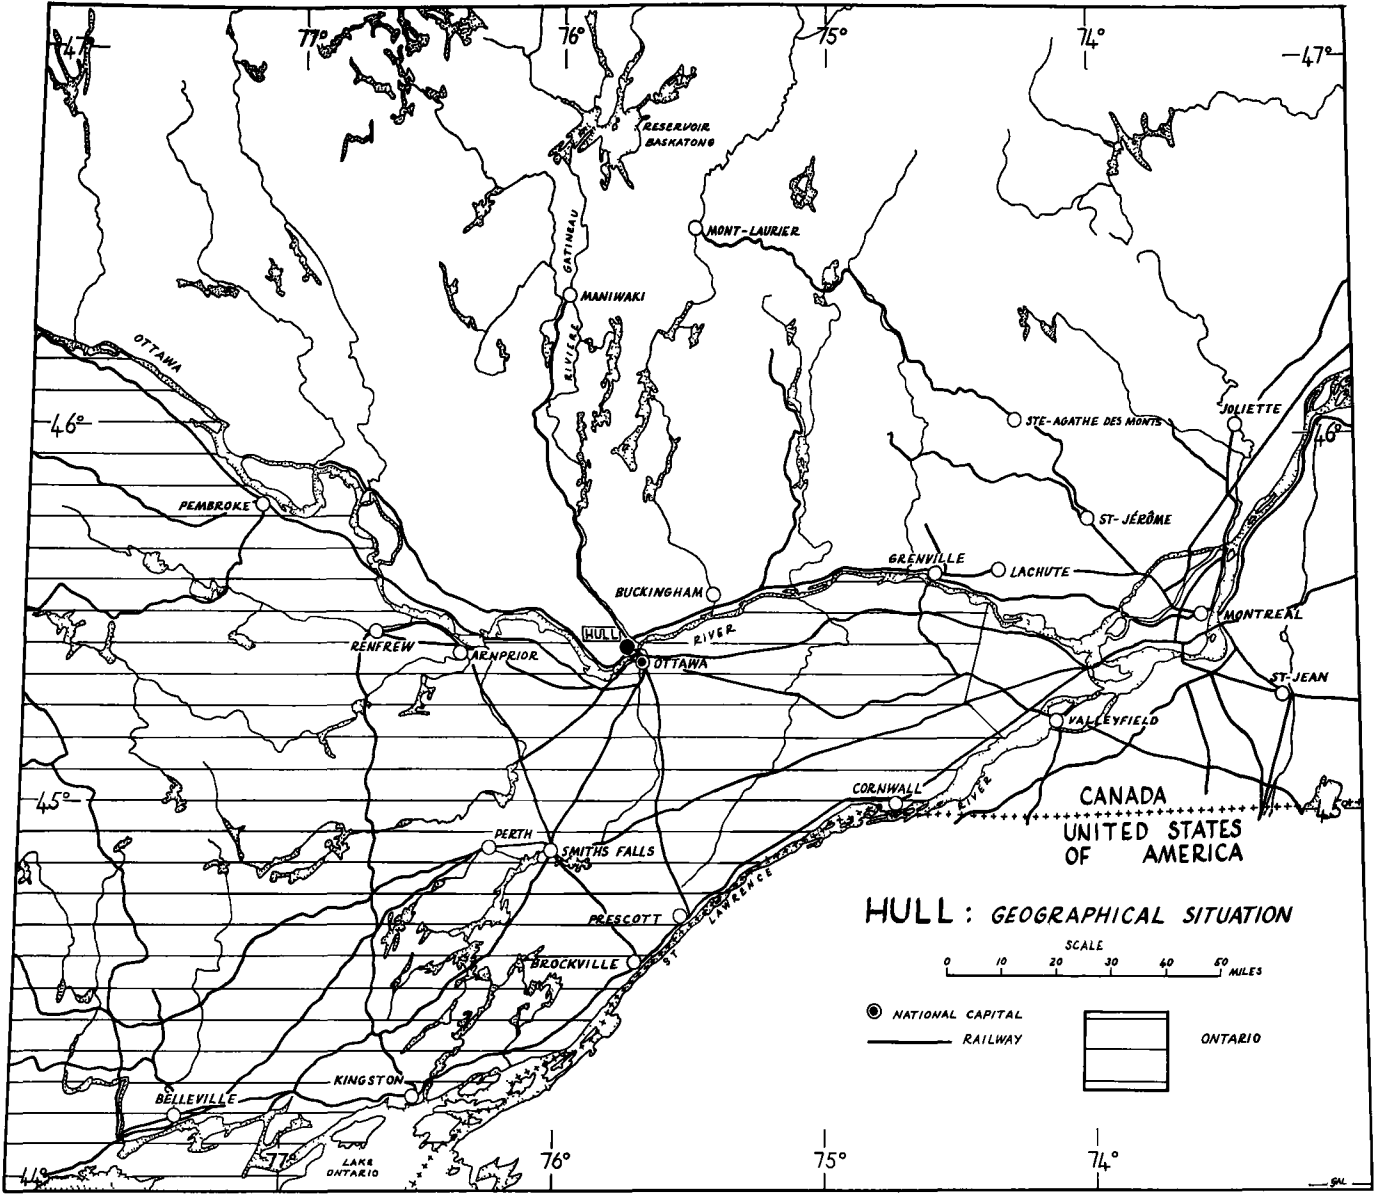 77°
76°
75°
74°
47°
47°
RESERVOIR
BASKATONG
GATINEAU
RIVIÈRE
MONT-LAURIER
MANIWAKI
OTTAWA
46°
JOLIETTE
STE-AGATHE DES MONTS
46°
PEMBROKE
ST-JÉRÔME
GRENVILLE
LACHUTE
BUCKINGHAM
MONTREAL
HULL
RIVER
RENFREW
ARNPRIOR
OTTAWA
ST-JEAN
VALLEYFIELD
CORNWALL
RIVER
45°
CANADA
45°
UNITED STATES
OF AMERICA
PERTH
SMITHS FALLS
LAWRENCE
ST
PRESCOTT
BROCKVILLE
HULL : GEOGRAPHICAL SITUATION
SCALE
0 10 20 30 40 50 MILES
NATIONAL CAPITAL
RAILWAY
ONTARIO
KINGSTON
BELLEVILLE
LAKE
ONTARIO
44°
77°
76°
75°
74°
GAL